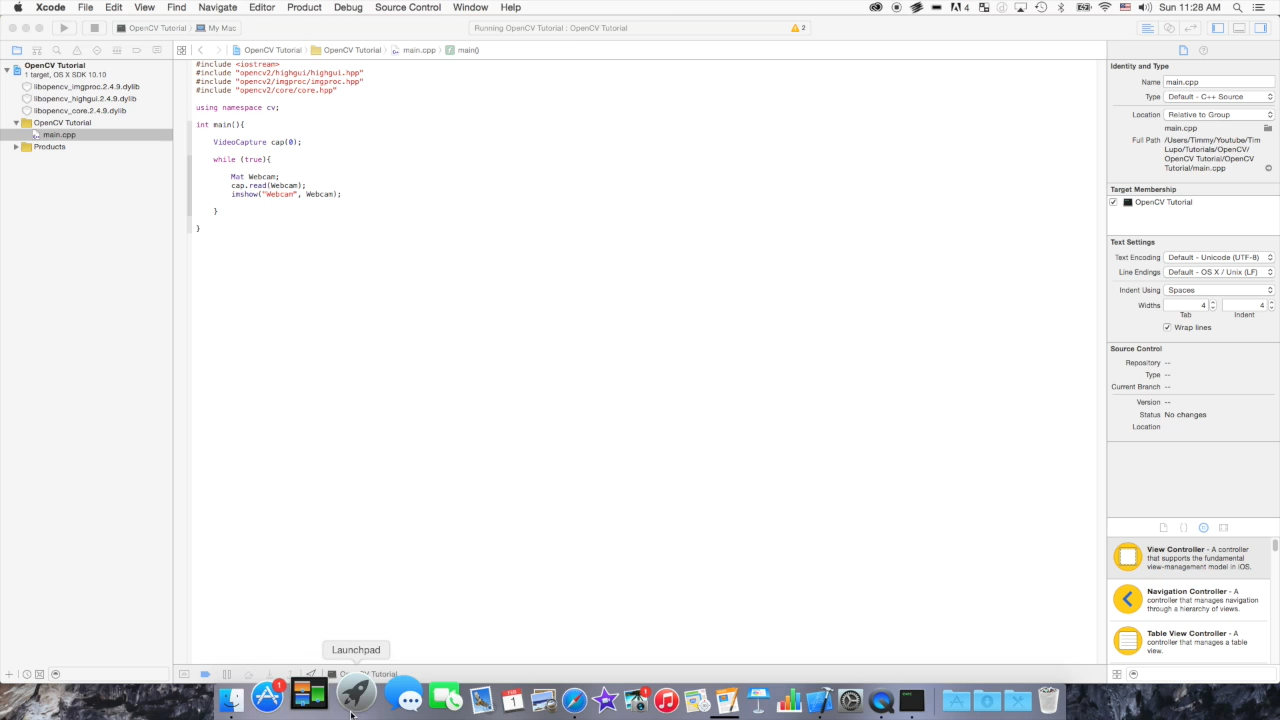 Xcode File Edit View Find Navigate Editor Product Debug Source Control Window Help
4 Sun 11:28 AM
OpenCV Tutorial My Mac
Running OpenCV Tutorial : OpenCV Tutorial
2
OpenCV Tutorial
1 target, OS X SDK 10.10
libopencv_imgproc.2.4.9.dylib
libopencv_highgui.2.4.9.dylib
libopencv_core.2.4.9.dylib
OpenCV Tutorial
main.cpp
Products
OpenCV Tutorial OpenCV Tutorial main.cpp main()
#include <iostream>
#include "opencv2/highgui/highgui.hpp"
#include "opencv2/imgproc/imgproc.hpp"
#include "opencv2/core/core.hpp"
using namespace cv;
int main(){
VideoCapture cap(0);
while (true){
Mat Webcam;
cap.read(Webcam);
imshow("Webcam", Webcam);
}
}
Identity and Type
Name main.cpp
Type Default - C++ Source
Location Relative to Group
main.cpp
Full Path /Users/Timmy/Youtube/Tim
Lupo/Tutorials/OpenCV/
OpenCV Tutorial/OpenCV
Tutorial/main.cpp
Target Membership
OpenCV Tutorial
Text Settings
Text Encoding Default - Unicode (UTF-8)
Line Endings Default - OS X / Unix (LF)
Indent Using Spaces
Widths 4 4
Tab Indent
Wrap lines
Source Control
Repository --
Type --
Current Branch --
Version --
Status No changes
Location
View Controller - A controller
that supports the fundamental
view-management model in iOS.
Navigation Controller - A
controller that manages navigation
through a hierarchy of views.
Table View Controller - A
controller that manages a table
view.
Launchpad
Tutorial
1
1